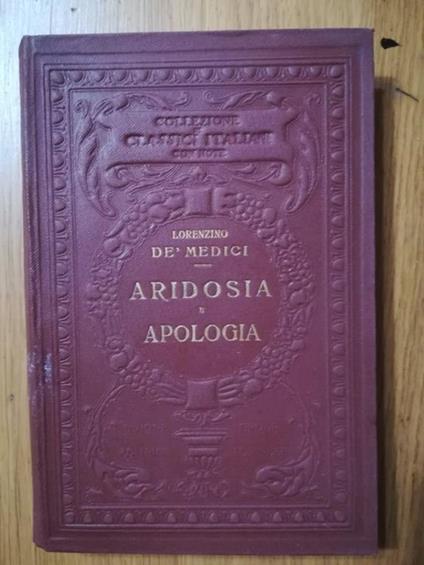 COLLEZIONE
DI
CLASSICI ITALIANI
CON NOTE
LORENZINO
DE' MEDICI
ARIDOSIA
E
APOLOGIA